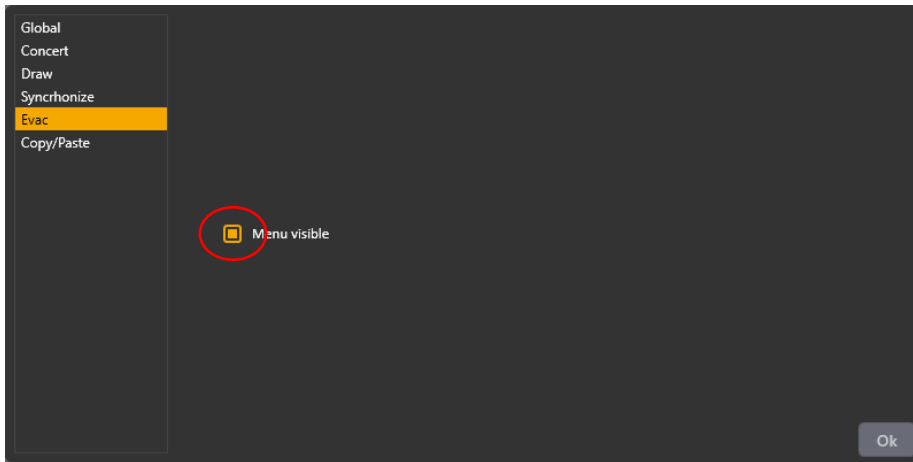 Global
Concert
Draw
Syncrhonize
Evac
Copy/Paste
Menu visible
Ok